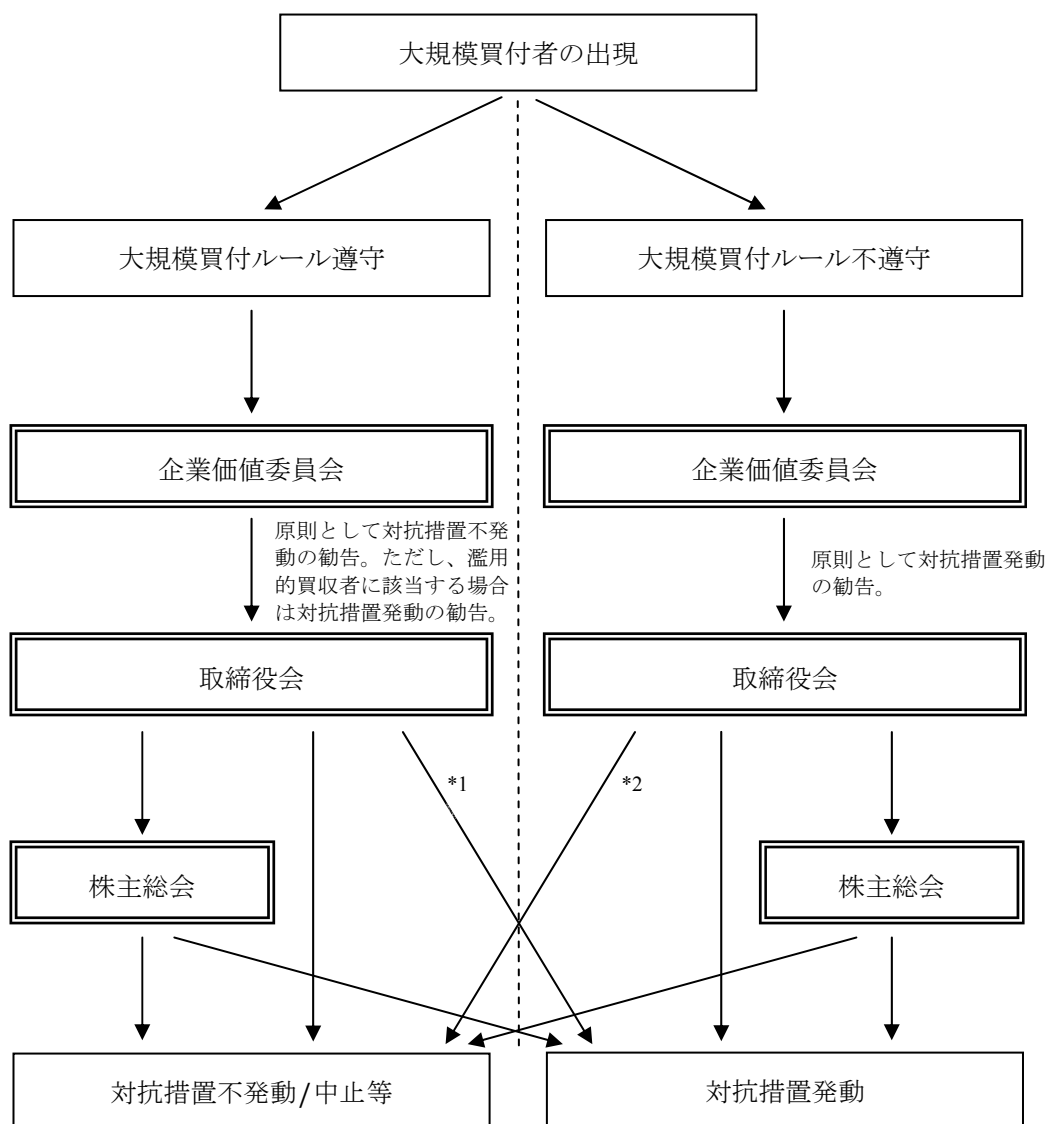 大規模買付者の出現
大規模買付ルール遵守
大規模買付ルール不遵守
企業価値委員会
企業価値委員会
原則として対抗措置不発
動の勧告。ただし、濫用
的買収者に該当する場合
は対抗措置発動の勧告。
原則として対抗措置発動
の勧告。
取締役会
取締役会
*1
*2
株主総会
株主総会
対抗措置不発動/中止等
対抗措置発動